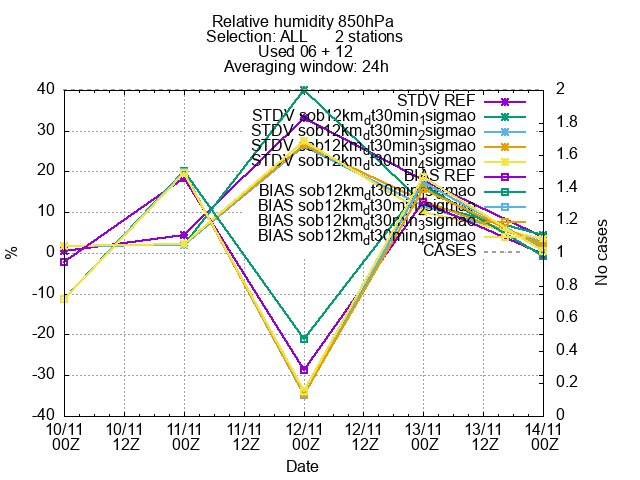 Relative humidity 850hPa
Selection: ALL 2 stations
Used 06 + 12
Averaging window: 24h
40
30
20
10
0
-10
-20
-30
-40
%
2
1.8
1.6
1.4
1.2
1
0.8
0.6
0.4
0.2
0
No cases
STDV REF
STDV sob12km_dt30min_1sigmao
STDV sob12km_dt30min_2sigmao
STDV sob12km_dt30min_3sigmao
STDV sob12km_dt30min_4sigmao
BIAS REF
BIAS sob12km_dt30min_1sigmao
BIAS sob12km_dt30min_2sigmao
BIAS sob12km_dt30min_3sigmao
BIAS sob12km_dt30min_4sigmao
CASES
10/11 10/11 11/11 11/11 12/11 12/11 13/11 13/11 14/11
00Z 12Z 00Z 12Z 00Z 12Z 00Z 12Z 00Z
Date